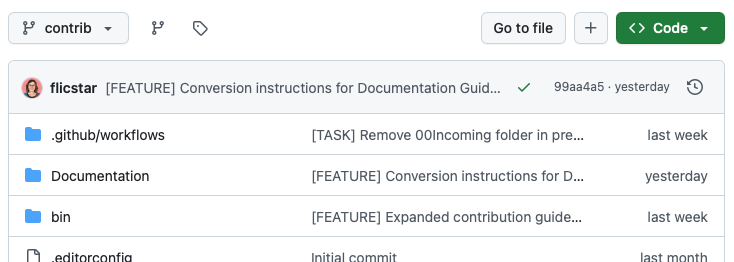 contrib Go to file Code
flicstar [FEATURE] Conversion instructions for Documentation Guid... 99aa4a5 · yesterday
.github/workflows [TASK] Remove 00Incoming folder in pre... last week
Documentation [FEATURE] Conversion instructions for D... yesterday
bin [FEATURE] Expanded contribution guide... last week
.editorconfig Initial commit last month